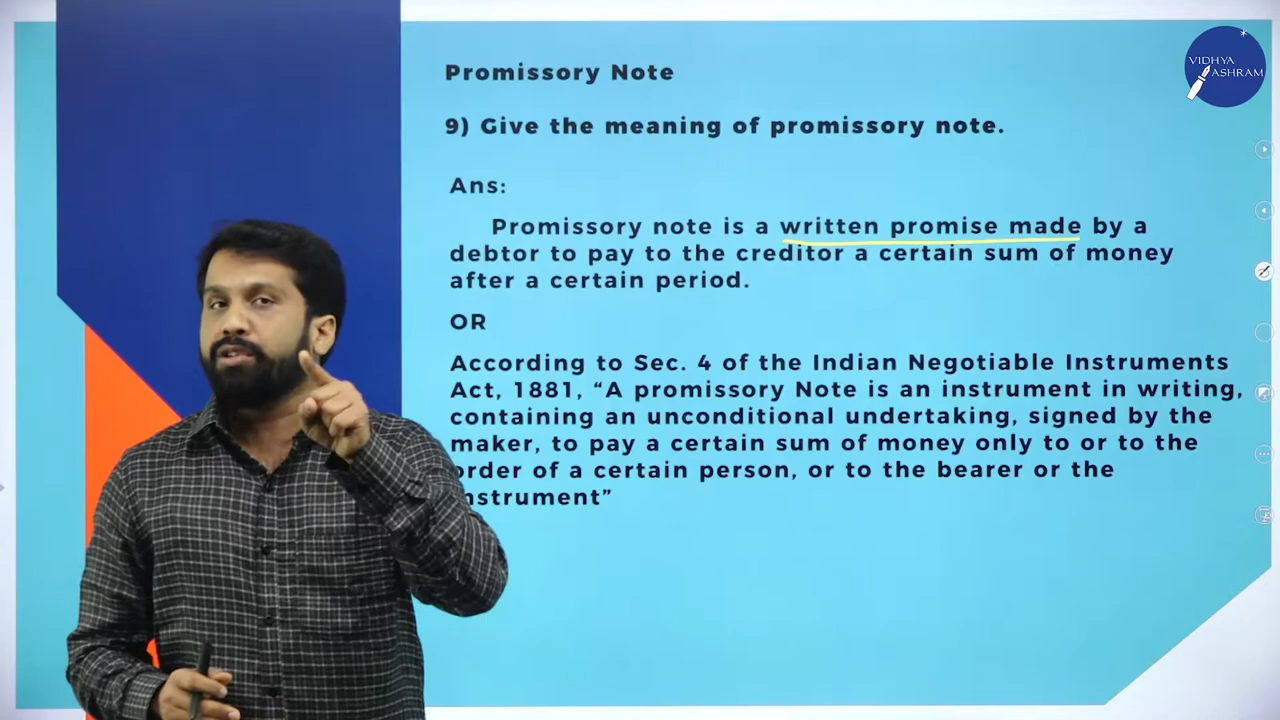 VIDHYA
ASHRAM
Promissory Note
9) Give the meaning of promissory note.
Ans:
Promissory note is a written promise made by a
debtor to pay to the creditor a certain sum of money
after a certain period.
OR
According to Sec. 4 of the Indian Negotiable Instruments
Act, 1881, “A promissory Note is an instrument in writing,
containing an unconditional undertaking, signed by the
maker, to pay a certain sum of money only to or to the
order of a certain person, or to the bearer or the
nstrument”